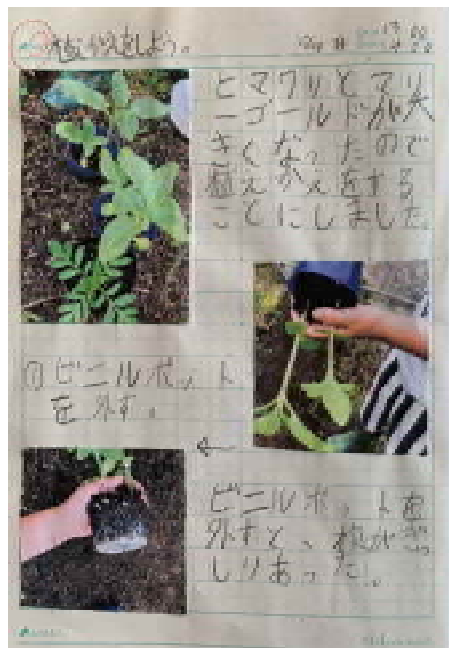 植えかえをしよう。
ヒマワリとマリ
ーゴールドが大
きくなったので
植えかえをする
ことにしました。
① ビニルポット
を外す。
←
ビニルポットを
外すと、根がびっ
しりあった。